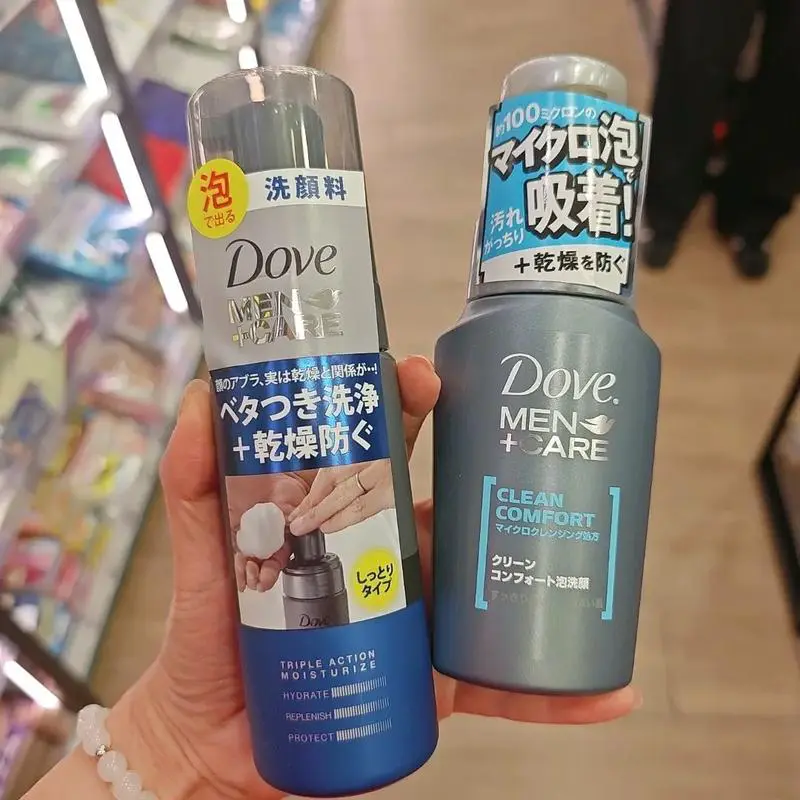 泡
で出る
洗顔料
Dove
MEN
+CARE
顔のアブラ、実は乾燥と関係が…!
ベタつき洗浄
+乾燥防ぐ
しっとり
タイプ
Dove
TRIPLE ACTION
MOISTURIZE
HYDRATE
REPLENISH
PROTECT
約100ミクロンの
マイクロ泡で
汚れ
がっちり
吸着!
+乾燥を防ぐ
Dove
MEN
+CARE
CLEAN
COMFORT
マイクロクレンジング処方
クリーン
コンフォート泡洗顔